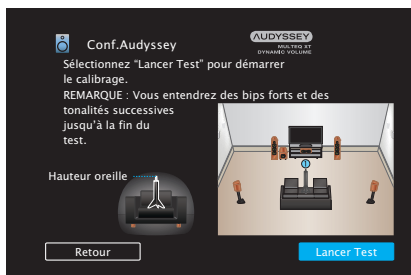 Conf.Audyssey
AUDYSSEY
MULTEQ XT
DYNAMIC VOLUME
Sélectionnez “Lancer Test” pour démarrer
le calibrage.
REMARQUE : Vous entendrez des bips forts et des
tonalités successives
jusqu’à la fin du
test.
Hauteur oreille
1
Retour
Lancer Test